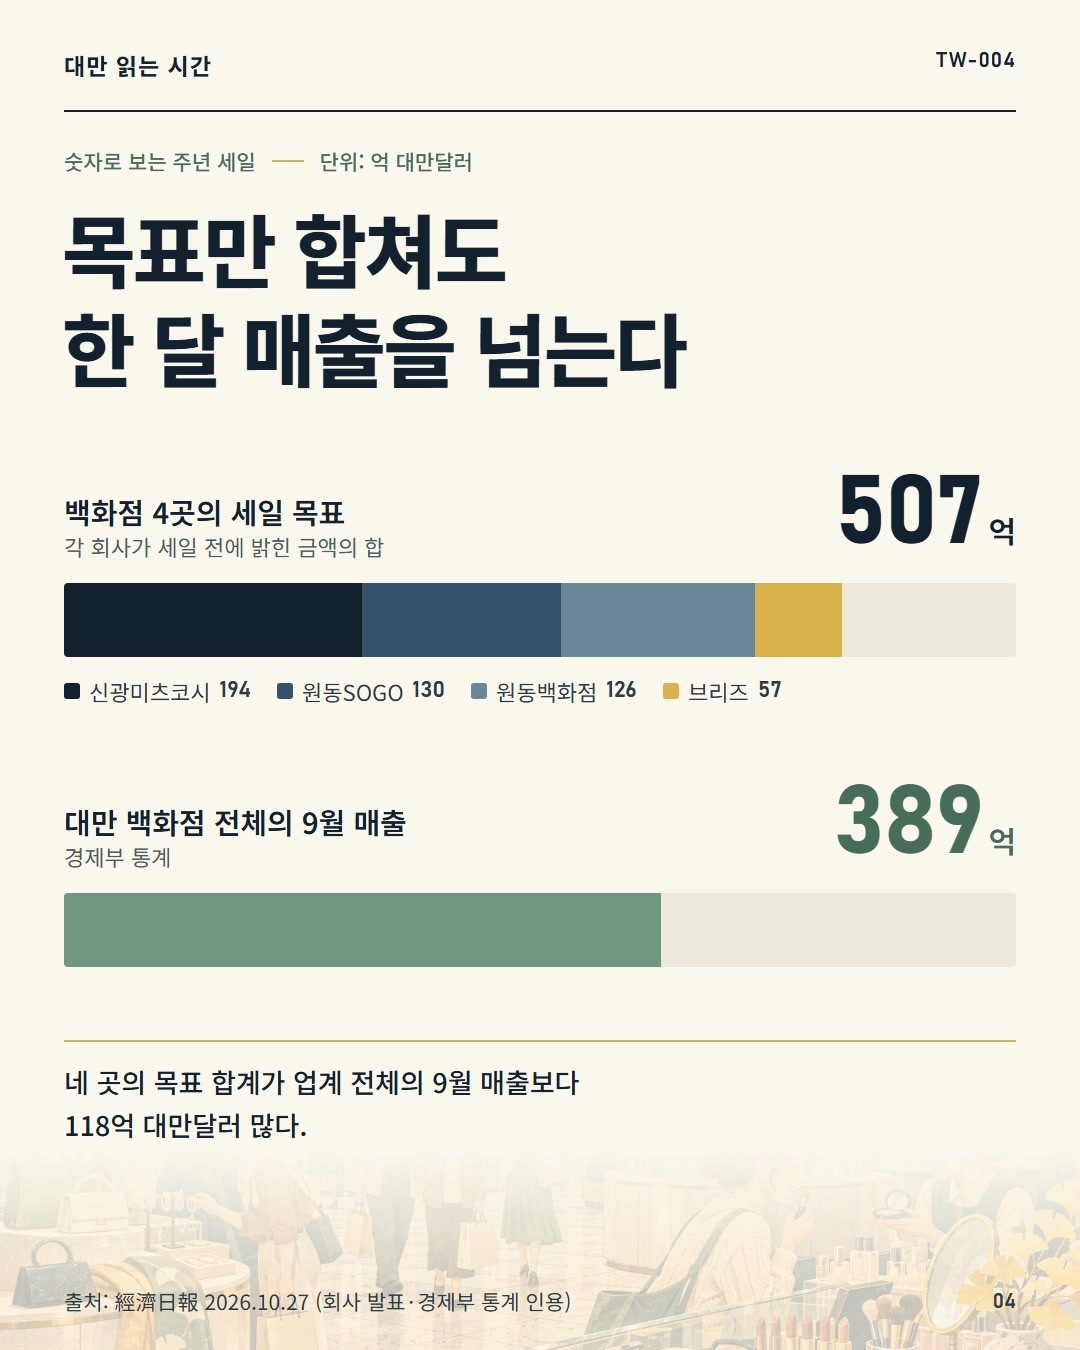 대만 읽는 시간
TW-004
숫자로 보는 주년 세일 — 단위: 억 대만달러
목표만 합쳐도
한 달 매출을 넘는다
백화점 4곳의 세일 목표
각 회사가 세일 전에 밝힌 금액의 합
507억
신광미츠코시 194 원동SOGO 130 원동백화점 126 브리즈 57
대만 백화점 전체의 9월 매출
경제부 통계
389억
네 곳의 목표 합계가 업계 전체의 9월 매출보다
118억 대만달러 많다.
출처: 經濟日報 2026.10.27 (회사 발표·경제부 통계 인용)
04